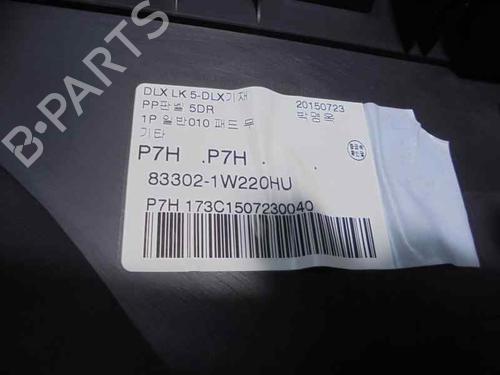 B-PARTS
DLX LK 5-DLX기재
PP판넬 5DR
20150723
1P 일반010 패드 무
박명옥
기타
P7H .P7H . .
83302-1W220HU
P7H 173C1507230040